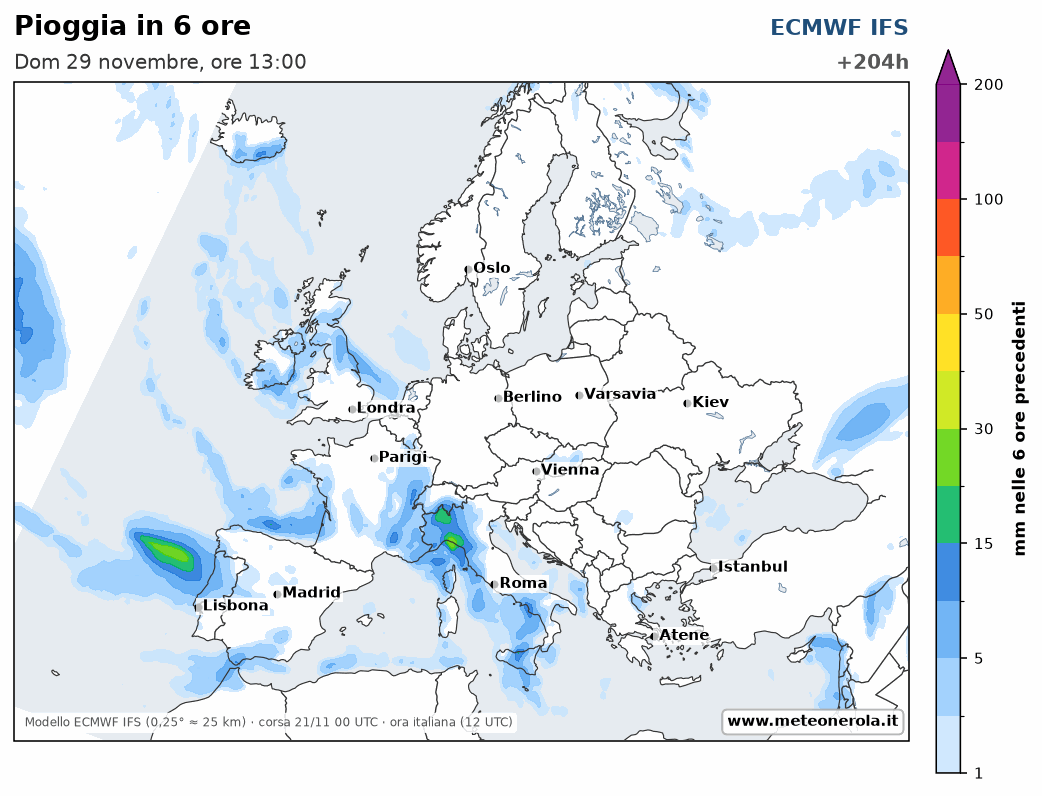 Pioggia in 6 ore
ECMWF IFS
Dom 29 novembre, ore 13:00
+204h
200
100
50
30
15
5
1
mm nelle 6 ore precedenti
Oslo
Berlino
Varsavia
Kiev
Londra
Parigi
Vienna
Istanbul
Roma
Madrid
Lisbona
Atene
Modello ECMWF IFS (0,25° ≈ 25 km) · corsa 21/11 00 UTC · ora italiana (12 UTC)
www.meteonerola.it